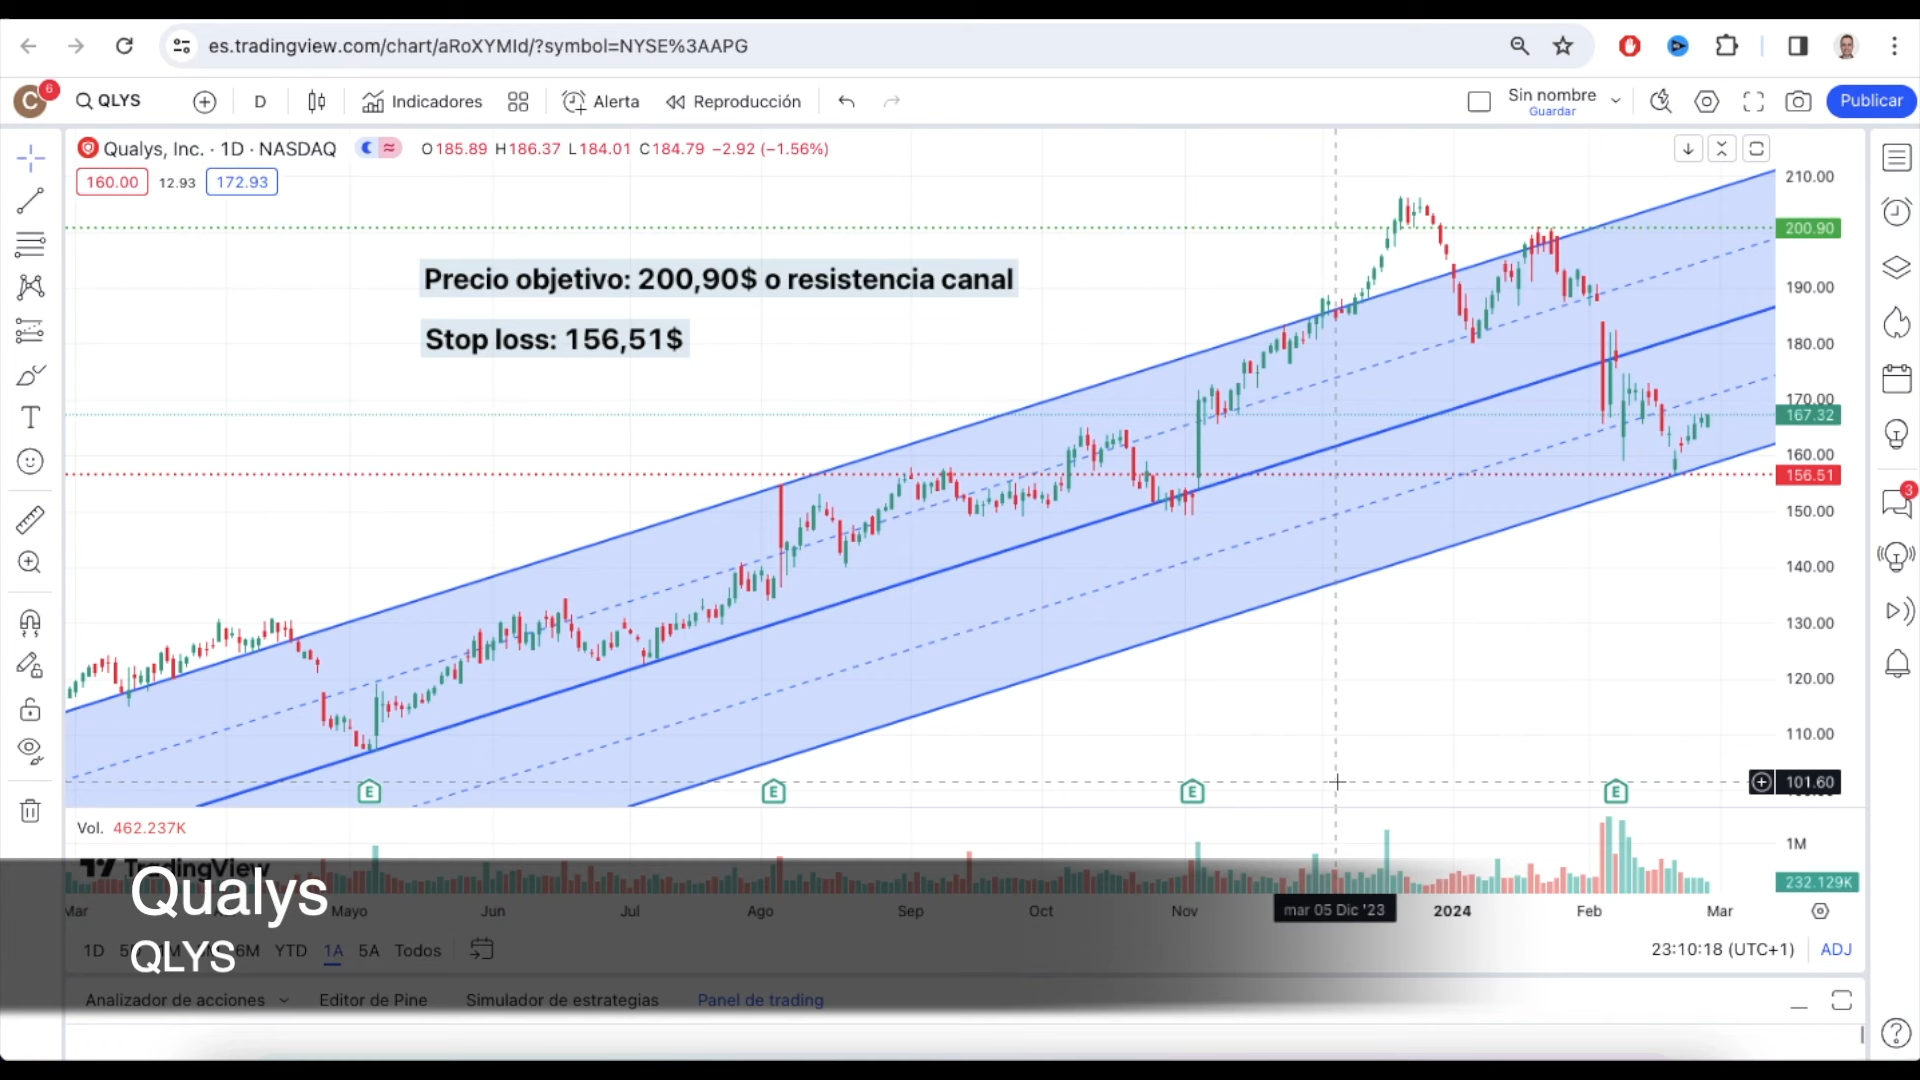 es.tradingview.com/chart/aRoXYMId/?symbol=NYSE%3AAPG
C 6 QLYS D Indicadores Alerta Reproducción Sin nombre Guardar Publicar
Qualys, Inc. · 1D · NASDAQ O185.89 H186.37 L184.01 C184.79 −2.92 (−1.56%)
160.00 12.93 172.93
210.00
200.90
Precio objetivo: 200,90$ o resistencia canal
190.00
Stop loss: 156,51$
180.00
170.00
167.32
160.00
156.51
3
150.00
140.00
130.00
120.00
110.00
101.60
E E E E
Vol. 462.237K
1M
TradingView
232.129K
Qualys
Mar Mayo Jun Jul Ago Sep Oct Nov mar 05 Dic '23 2024 Feb Mar
1D 6M YTD 1A 5A Todos 23:10:18 (UTC+1) ADJ
QLYS
Analizador de acciones Editor de Pine Simulador de estrategias Panel de trading